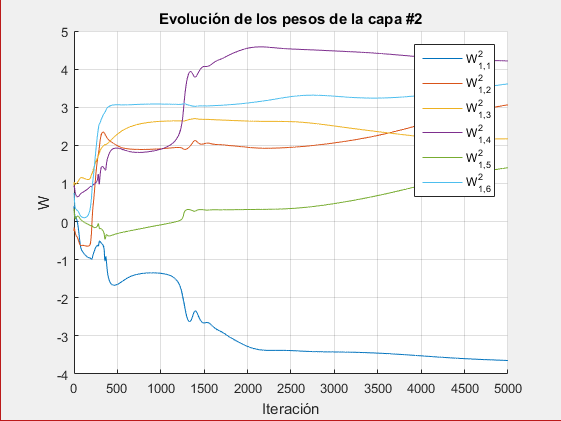 Evolución de los pesos de la capa #2
5
4
3
2
1
0
-1
-2
-3
-4
W
W²₁,₁
W²₁,₂
W²₁,₃
W²₁,₄
W²₁,₅
W²₁,₆
0 500 1000 1500 2000 2500 3000 3500 4000 4500 5000
Iteración